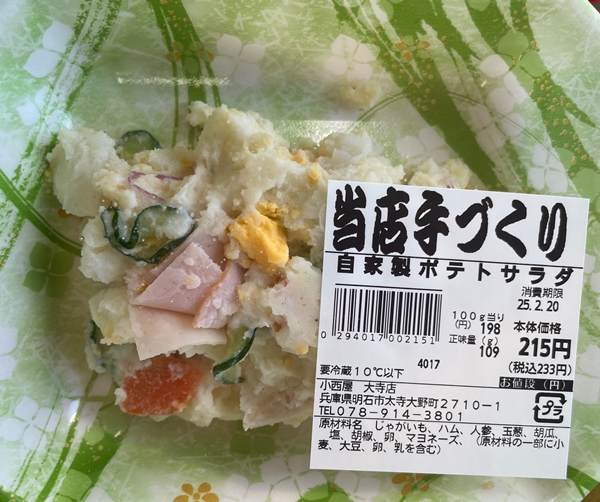 当店手づくり
自家製ポテトサラダ
消費期限
25.2.20
100g当り
(円) 198
本体価格
正味量(g)
109
215円
(税込233円)
0 294017 002151
4017
要冷蔵10℃以下
お値段(円)
小西屋 大寺店
兵庫県明石市太寺大野町2710-1
TEL078-914-3801
プラ
原材料名 じゃがいも、ハム、人参、玉葱、胡瓜、
塩、胡椒、卵、マヨネーズ、(原材料の一部に小
麦、大豆、卵、乳を含む)